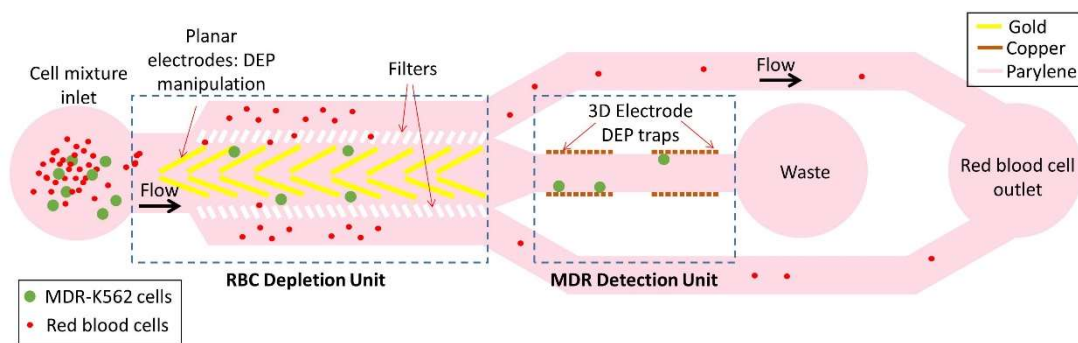 Planar
electrodes: DEP
manipulation
Cell mixture
inlet
Filters
Flow
Gold
Copper
Parylene
Flow
3D Electrode
DEP traps
Waste
Red blood cell
outlet
RBC Depletion Unit
MDR Detection Unit
MDR-K562 cells
Red blood cells